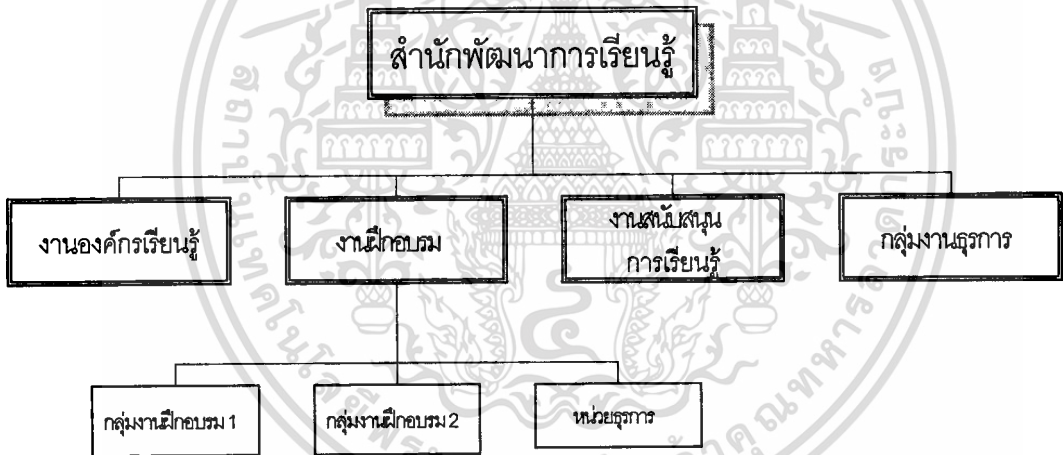 สำนักพัฒนาการเรียนรู้
งานองค์กรเรียนรู้
งานฝึกอบรม
งานสนับสนุน
การเรียนรู้
กลุ่มงานธุรการ
กลุ่มงานฝึกอบรม 1
กลุ่มงานฝึกอบรม 2
หน่วยธุรการ